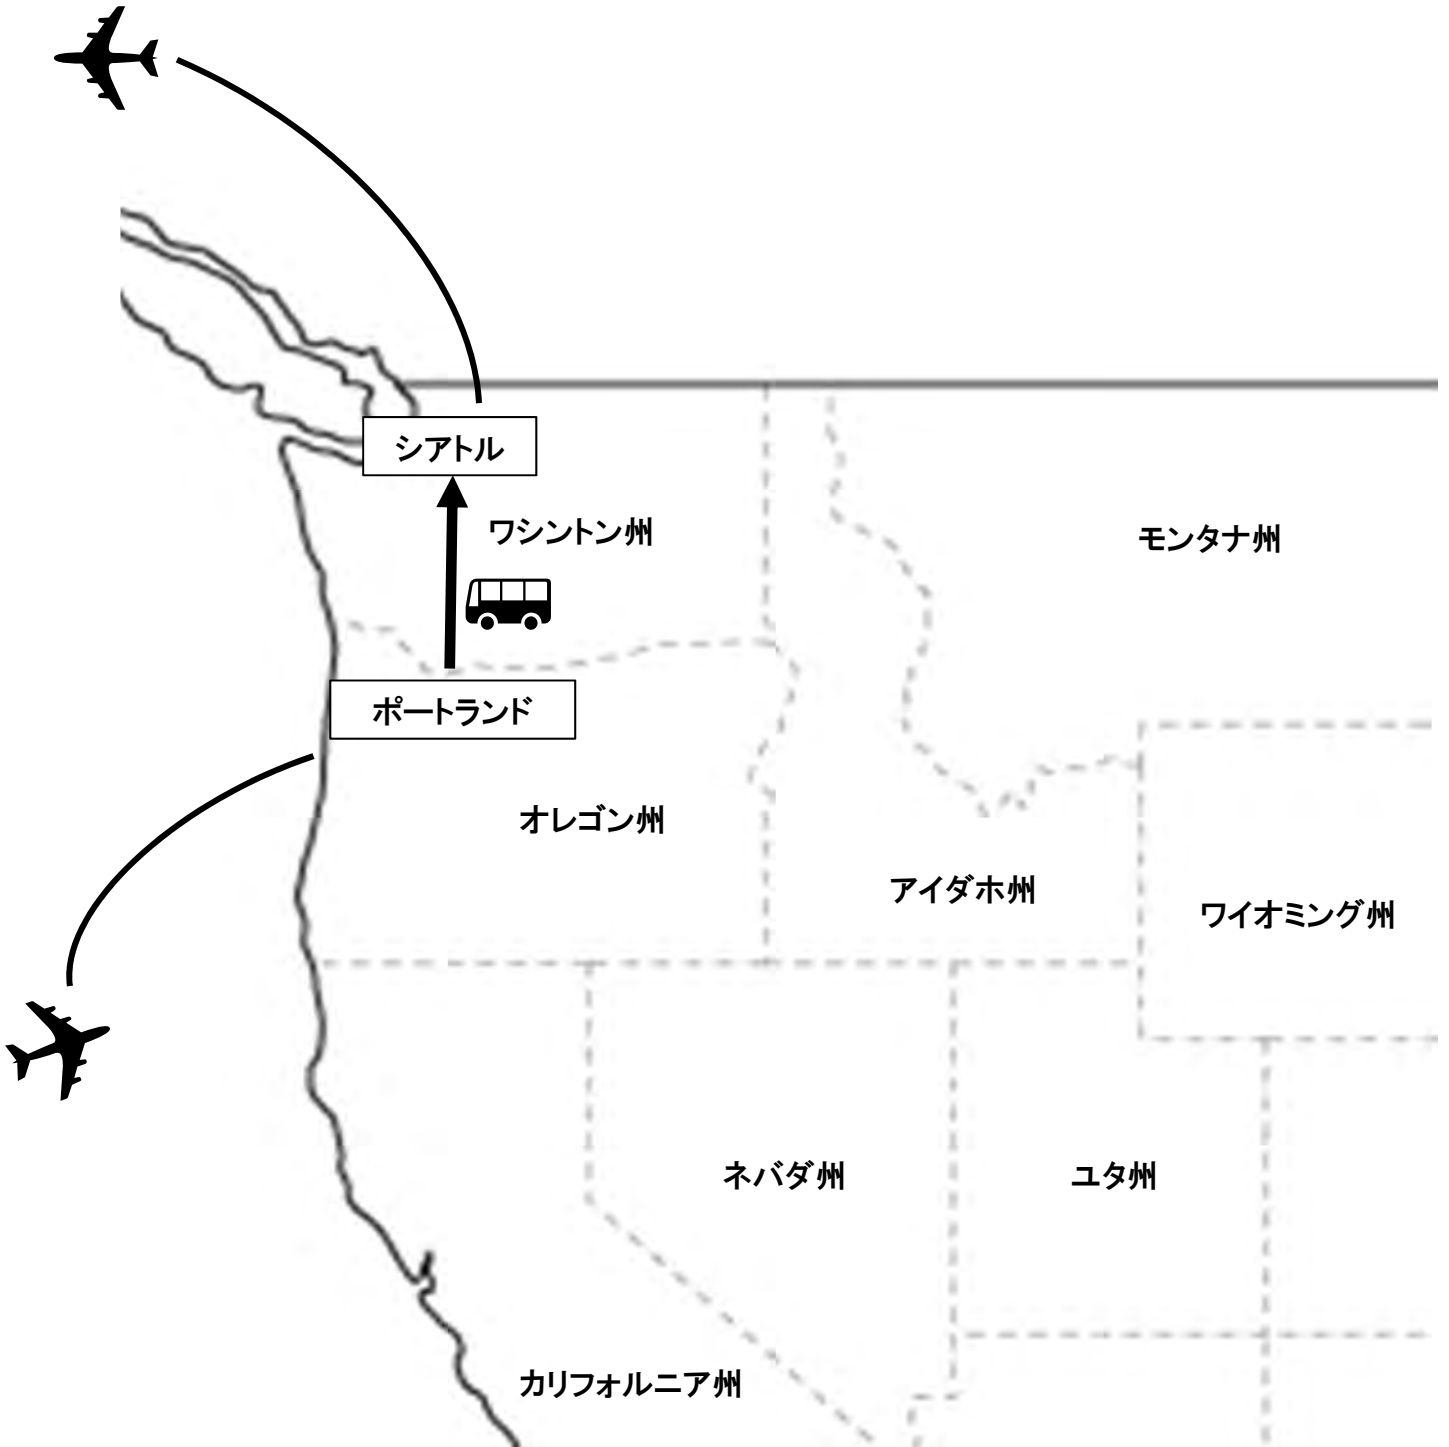 シアトル
ワシントン州
モンタナ州
ポートランド
オレゴン州
アイダホ州
ワイオミング州
ネバダ州
ユタ州
カリフォルニア州